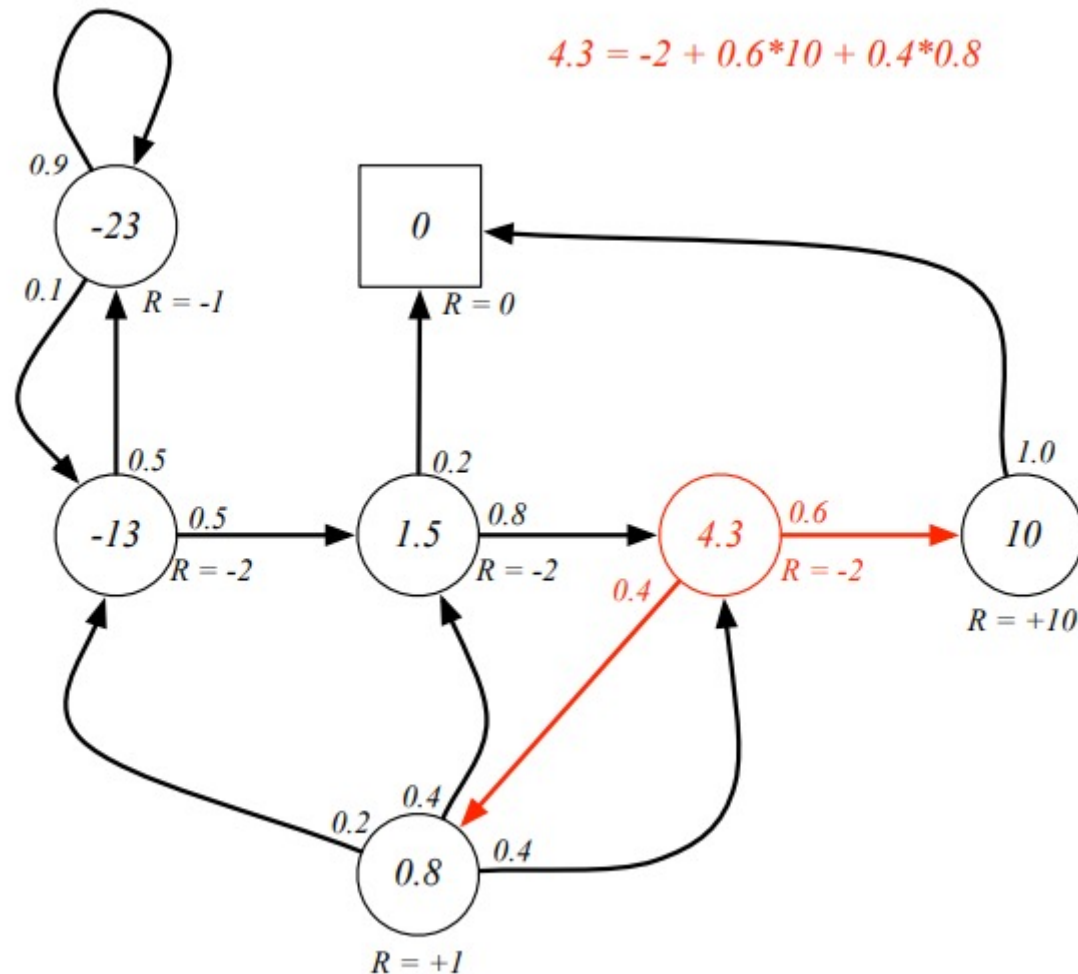 4.3 = -2 + 0.6*10 + 0.4*0.8
0.9
-23
0
0.1
R = -1
R = 0
0.5
0.2
1.0
-13
0.5
1.5
0.8
4.3
0.6
10
R = -2
R = -2
0.4
R = -2
R = +10
0.2
0.4
0.4
0.8
R = +1